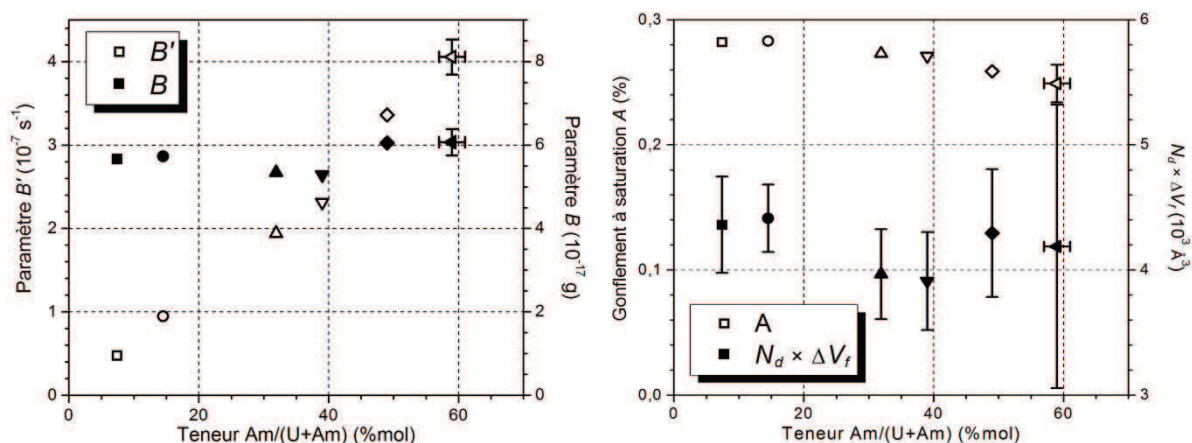 4
3
2
1
0
Paramètre B' (10⁻⁷ s⁻¹)
B'
B
8
6
4
2
0
Paramètre B (10⁻¹⁷ g)
0 20 40 60
Teneur Am/(U+Am) (%mol)
0,3
0,2
0,1
0,0
Gonflement à saturation A (%)
A
N_d × ΔV_f
6
5
4
3
N_d × ΔV_f (10³ Å³)
0 20 40 60
Teneur Am/(U+Am) (%mol)